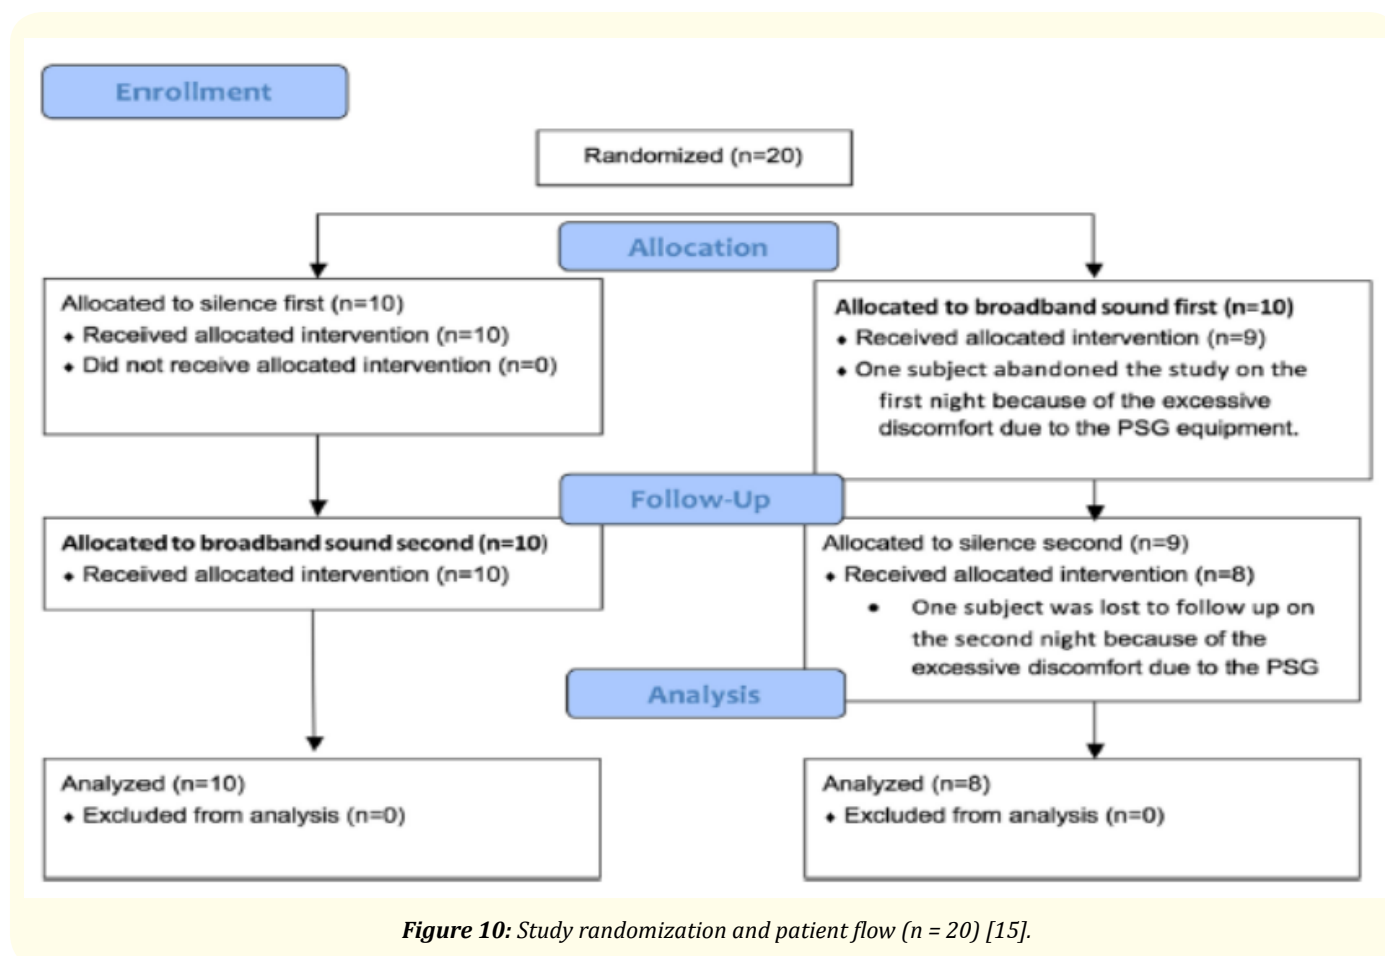 Enrollment
Randomized (n=20)
Allocation
Allocated to silence first (n=10)
⬥ Received allocated intervention (n=10)
⬥ Did not receive allocated intervention (n=0)
Allocated to broadband sound first (n=10)
⬥ Received allocated intervention (n=9)
⬥ One subject abandoned the study on the
first night because of the excessive
discomfort due to the PSG equipment.
Follow-Up
Allocated to broadband sound second (n=10)
⬥ Received allocated intervention (n=10)
Allocated to silence second (n=9)
⬥ Received allocated intervention (n=8)
• One subject was lost to follow up on
the second night because of the
excessive discomfort due to the PSG
Analysis
Analyzed (n=10)
⬥ Excluded from analysis (n=0)
Analyzed (n=8)
⬥ Excluded from analysis (n=0)
Figure 10: Study randomization and patient flow (n = 20) [15].